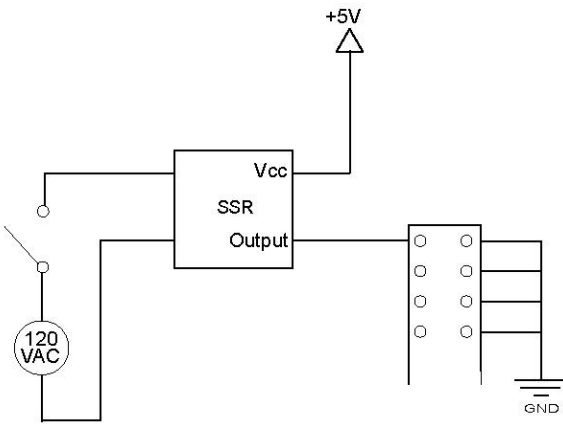 +5V
Vcc
SSR
Output
120
VAC
GND